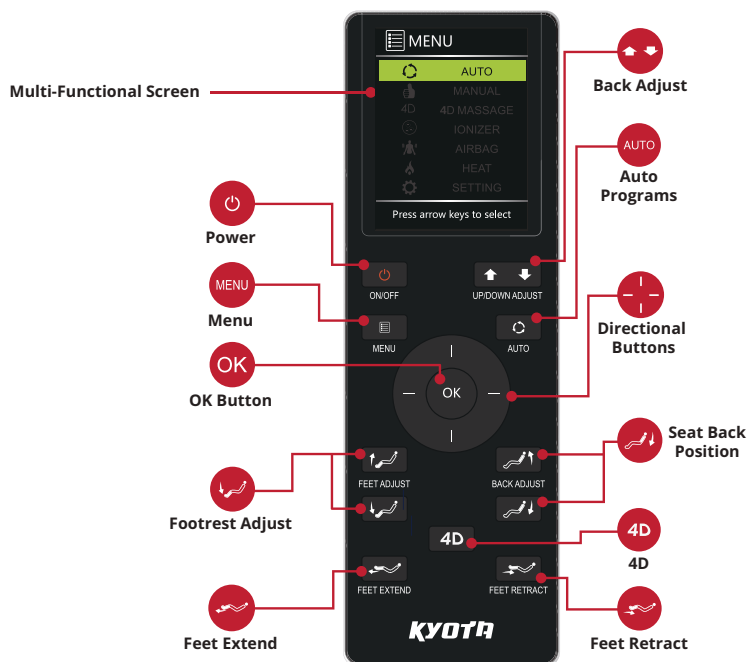 MENU
AUTO
MANUAL
4D 4D MASSAGE
IONIZER
AIRBAG
HEAT
SETTING
Press arrow keys to select
Multi-Functional Screen
Back Adjust
AUTO
Auto
Programs
Power
ON/OFF
UP/DOWN ADJUST
MENU
Menu
MENU
AUTO
Directional
Buttons
OK
OK Button
OK
Seat Back
Position
FEET ADJUST
BACK ADJUST
Footrest Adjust
4D
4D
4D
FEET EXTEND
FEET RETRACT
Feet Extend
KYOTA
Feet Retract